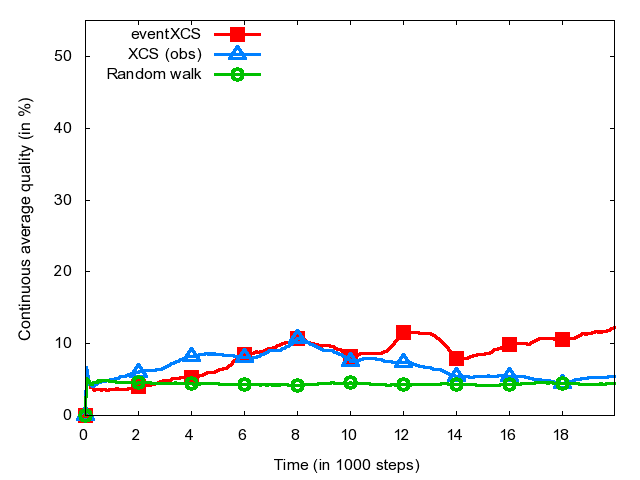 eventXCS
XCS (obs)
Random walk
Continuous average quality (in %)
50
40
30
20
10
0
0 2 4 6 8 10 12 14 16 18
Time (in 1000 steps)